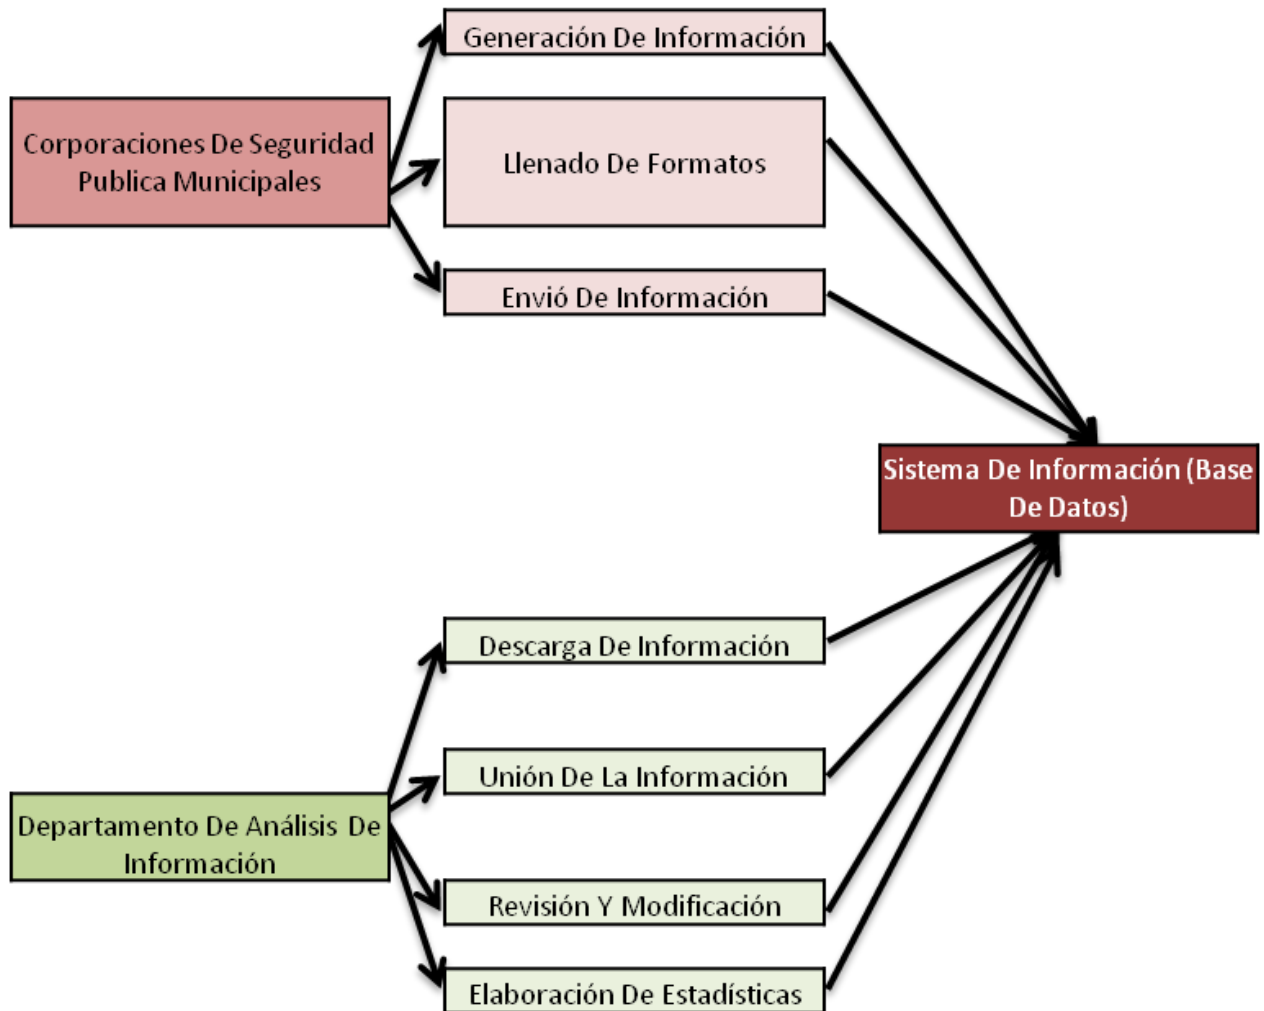 Generación De Información
Corporaciones De Seguridad
Publica Municipales
Llenado De Formatos
Envió De Información
Sistema De Información (Base
De Datos)
Descarga De Información
Unión De La Información
Departamento De Análisis De
Información
Revisión Y Modificación
Elaboración De Estadísticas